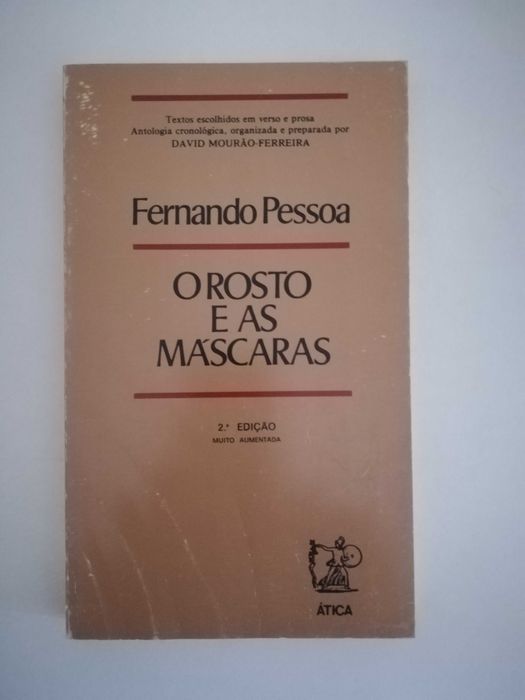 Textos escolhidos em verso e prosa
Antologia cronológica, organizada e preparada por
DAVID MOURÃO-FERREIRA
Fernando Pessoa
O ROSTO
E AS
MÁSCARAS
2.ª EDIÇÃO
MUITO AUMENTADA
ÁTICA